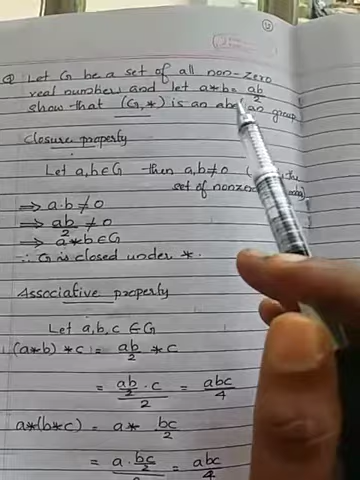 12
Q Let G be a set of all non-zero
real numbers and let a*b = ab/2
show that (G,*) is an abelian group
Closure property
Let a,b∈G then a,b≠0 (
set of
⇒ a·b≠0
⇒ ab/2 ≠0
⇒ a*b∈G
∴ G is closed under *.
Associative property
Let a,b,c ∈G
(a*b)*c = ab/2 *c
= (ab/2 ·c)/2 = abc/4
a*(b*c) = a* bc/2
= (a·bc/2)/2 = abc/4